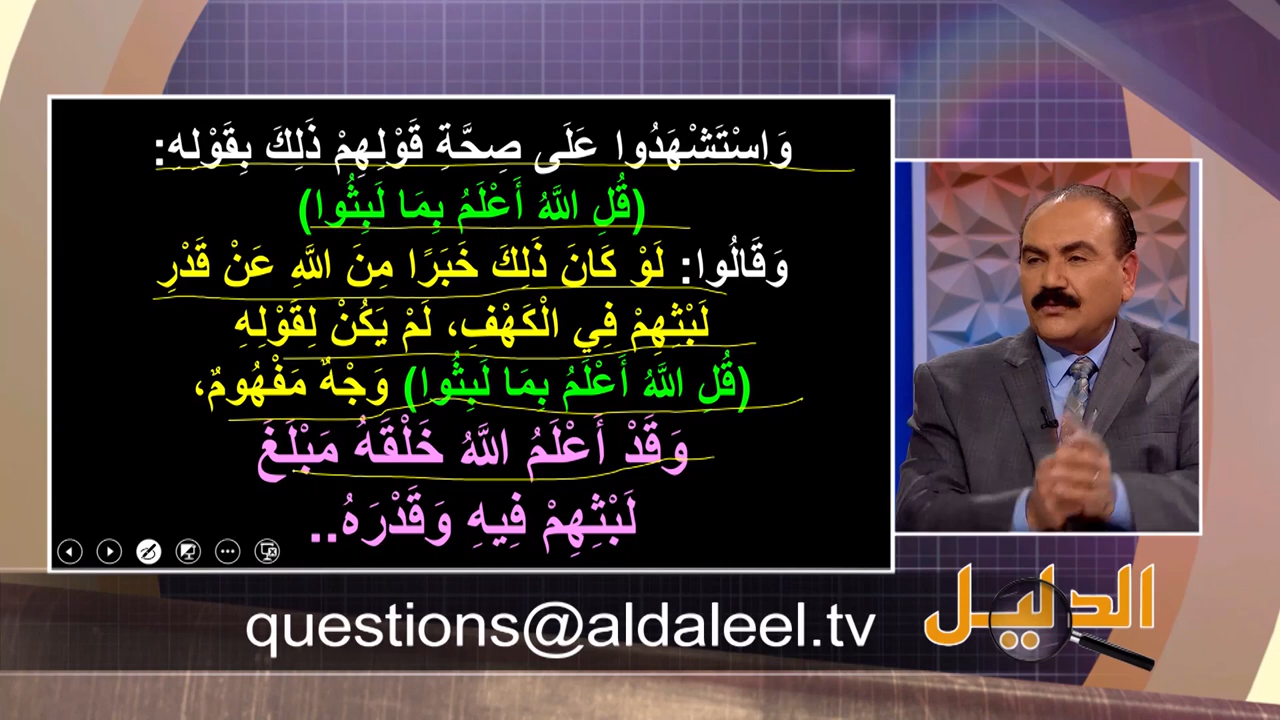 وَاسْتَشْهَدُوا عَلَى صِحَّةِ قَوْلِهِمْ ذَلِكَ بِقَوْلِهِ:
(قُلِ اللَّهُ أَعْلَمُ بِمَا لَبِثُوا)
وَقَالُوا: لَوْ كَانَ ذَلِكَ خَبَرًا مِنَ اللَّهِ عَنْ قَدْرِ
لَبْثِهِمْ فِي الْكَهْفِ، لَمْ يَكُنْ لِقَوْلِهِ
(قُلِ اللَّهُ أَعْلَمُ بِمَا لَبِثُوا) وَجْهٌ مَفْهُومٌ،
وَقَدْ أَعْلَمُ اللَّهُ خَلْقَهُ مَبْلَغَ
لَبْثِهِمْ فِيهِ وَقَدْرَهُ..
الدليل
questions@aldaleel.tv